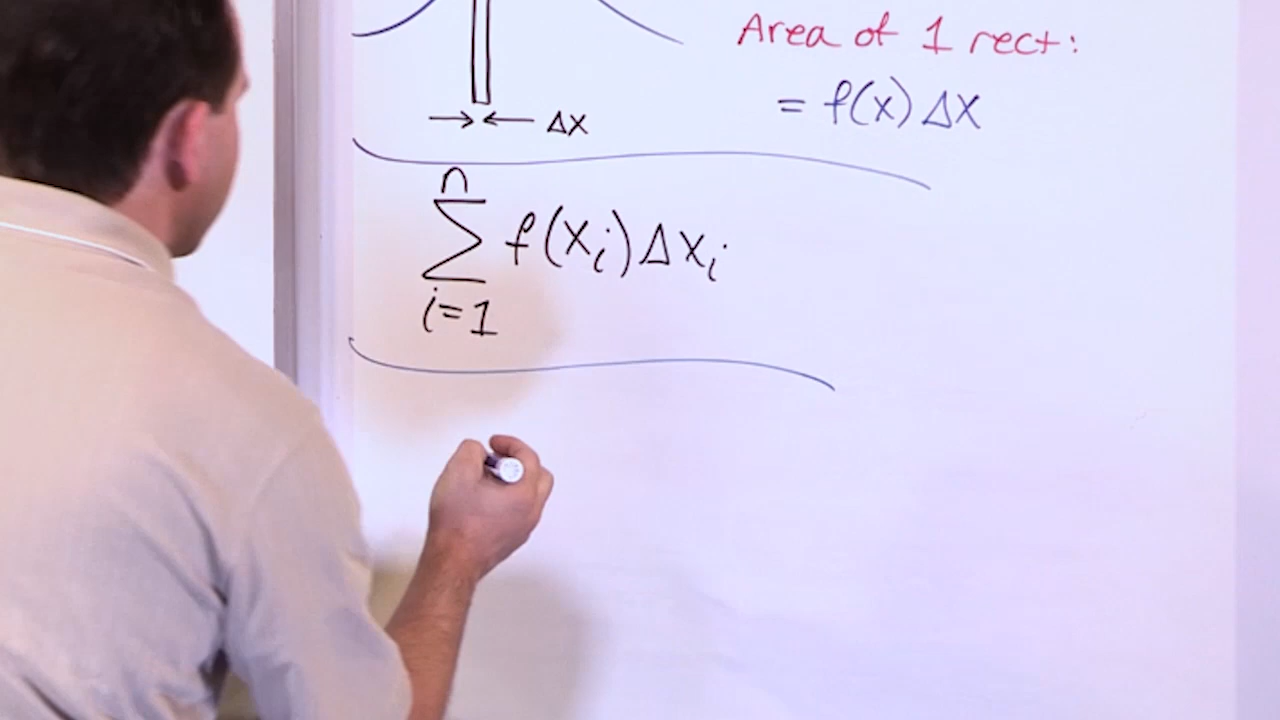 Area of 1 rect:
= f(x) Δx
→ ← Δx
n
∑ f(xᵢ) Δxᵢ
i=1